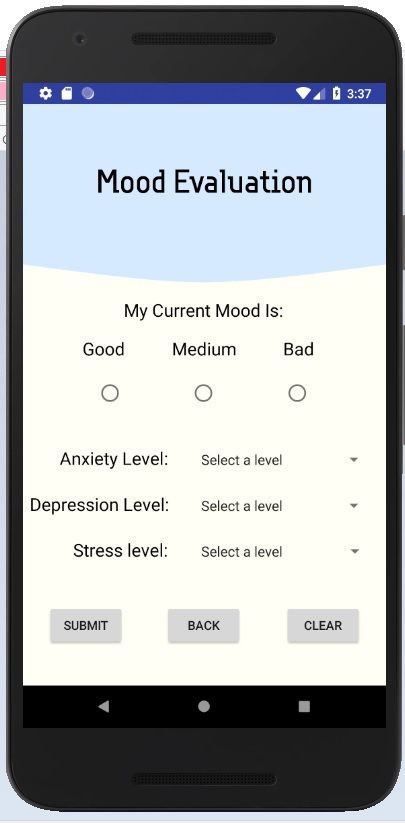 3:37
Mood Evaluation
My Current Mood Is:
Good Medium Bad
Anxiety Level: Select a level
Depression Level: Select a level
Stress level: Select a level
SUBMIT BACK CLEAR